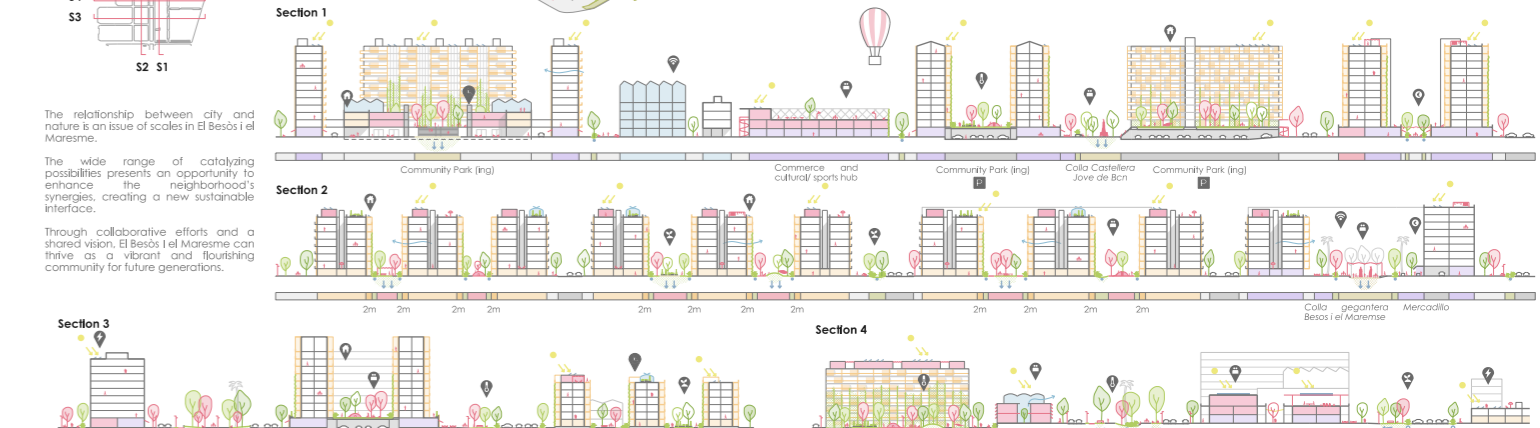 Section 1
S3
S2 S1
The relationship between city and
nature is an issue of scales in El Besòs i el
Maresme.
The wide range of catalyzing
possibilities presents an opportunity to
enhance the neighborhood's
synergies, creating a new sustainable
interface.
Through collaborative efforts and a
shared vision, El Besòs I el Maresme can
thrive as a vibrant and flourishing
community for future generations.
Community Park (ing)
Commerce and
cultural/ sports hub
Community Park (ing)
P
Colla Castellera
Jove de Bcn
Community Park (ing)
P
Section 2
2m 2m 2m 2m 2m 2m 2m 2m 2m 2m
Colla gegantera
Besos i el Maremse
Mercadillo
Section 3
Section 4